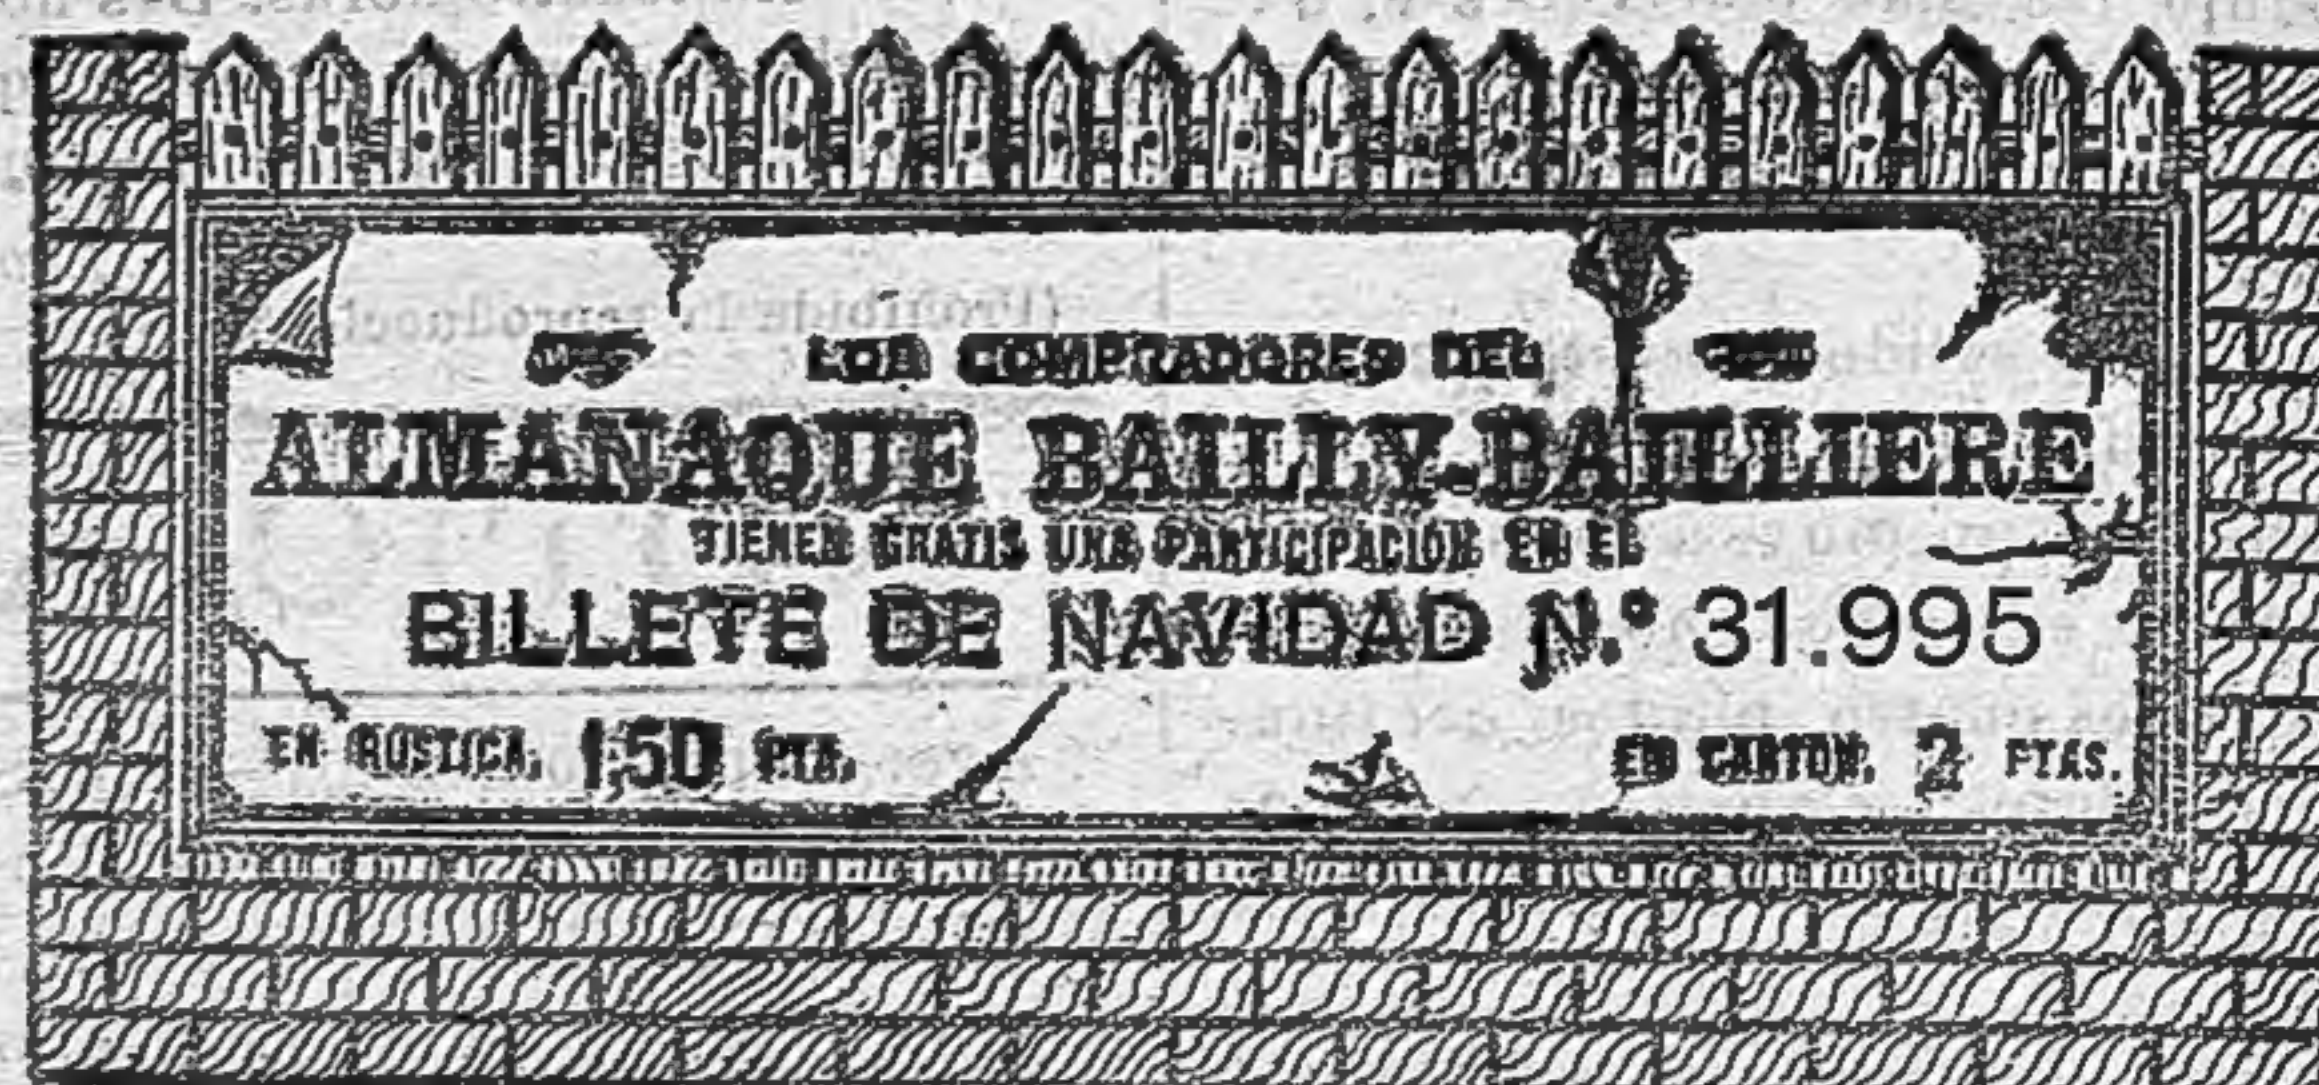 LOS COMPRADORES DEL
ALMANAQUE BAILLY-BAILLIERE
TIENEN GRATIS UNA PARTICIPACIÓN EN EL
BILLETE DE NAVIDAD N.º 31.995
EN RÚSTICA, 1,50 PTA. EN CARTÓN, 2 PTAS.